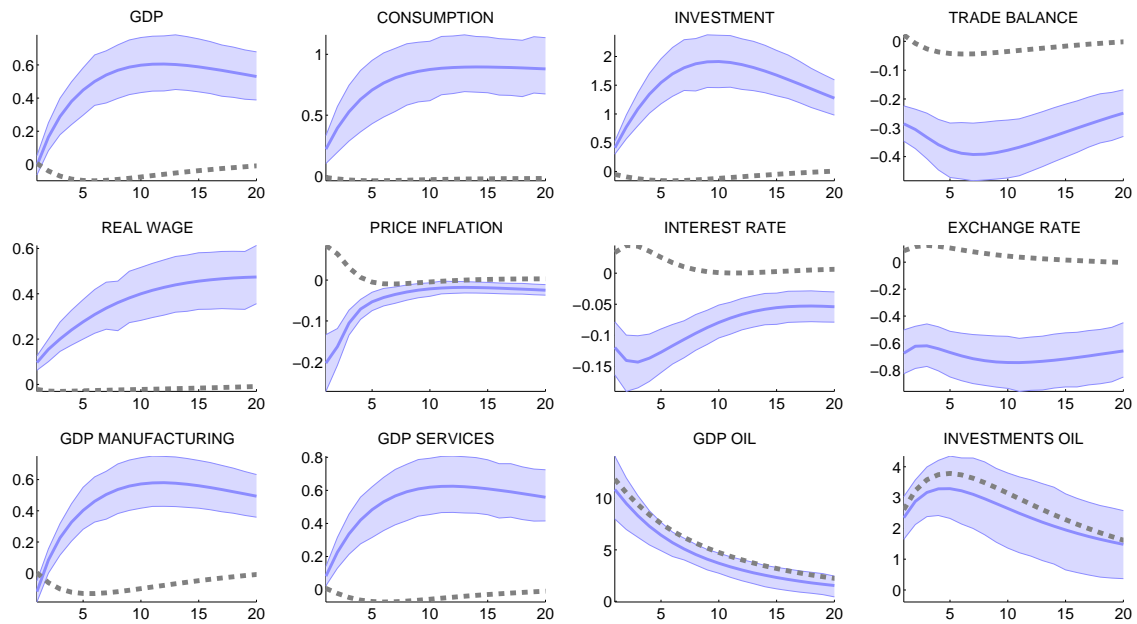 GDP CONSUMPTION INVESTMENT TRADE BALANCE
0.6 0.4 0.2 0 5 10 15 20
1 0.5 0 5 10 15 20
2 1.5 1 0.5 0 5 10 15 20
0 −0.1 −0.2 −0.3 −0.4 5 10 15 20
REAL WAGE PRICE INFLATION INTEREST RATE EXCHANGE RATE
0.6 0.4 0.2 0 5 10 15 20
0 −0.1 −0.2 5 10 15 20
0 −0.05 −0.1 −0.15 5 10 15 20
0 −0.2 −0.4 −0.6 −0.8 5 10 15 20
GDP MANUFACTURING GDP SERVICES GDP OIL INVESTMENTS OIL
0.6 0.4 0.2 0 5 10 15 20
0.8 0.6 0.4 0.2 0 5 10 15 20
10 5 0 5 10 15 20
4 3 2 1 0 5 10 15 20